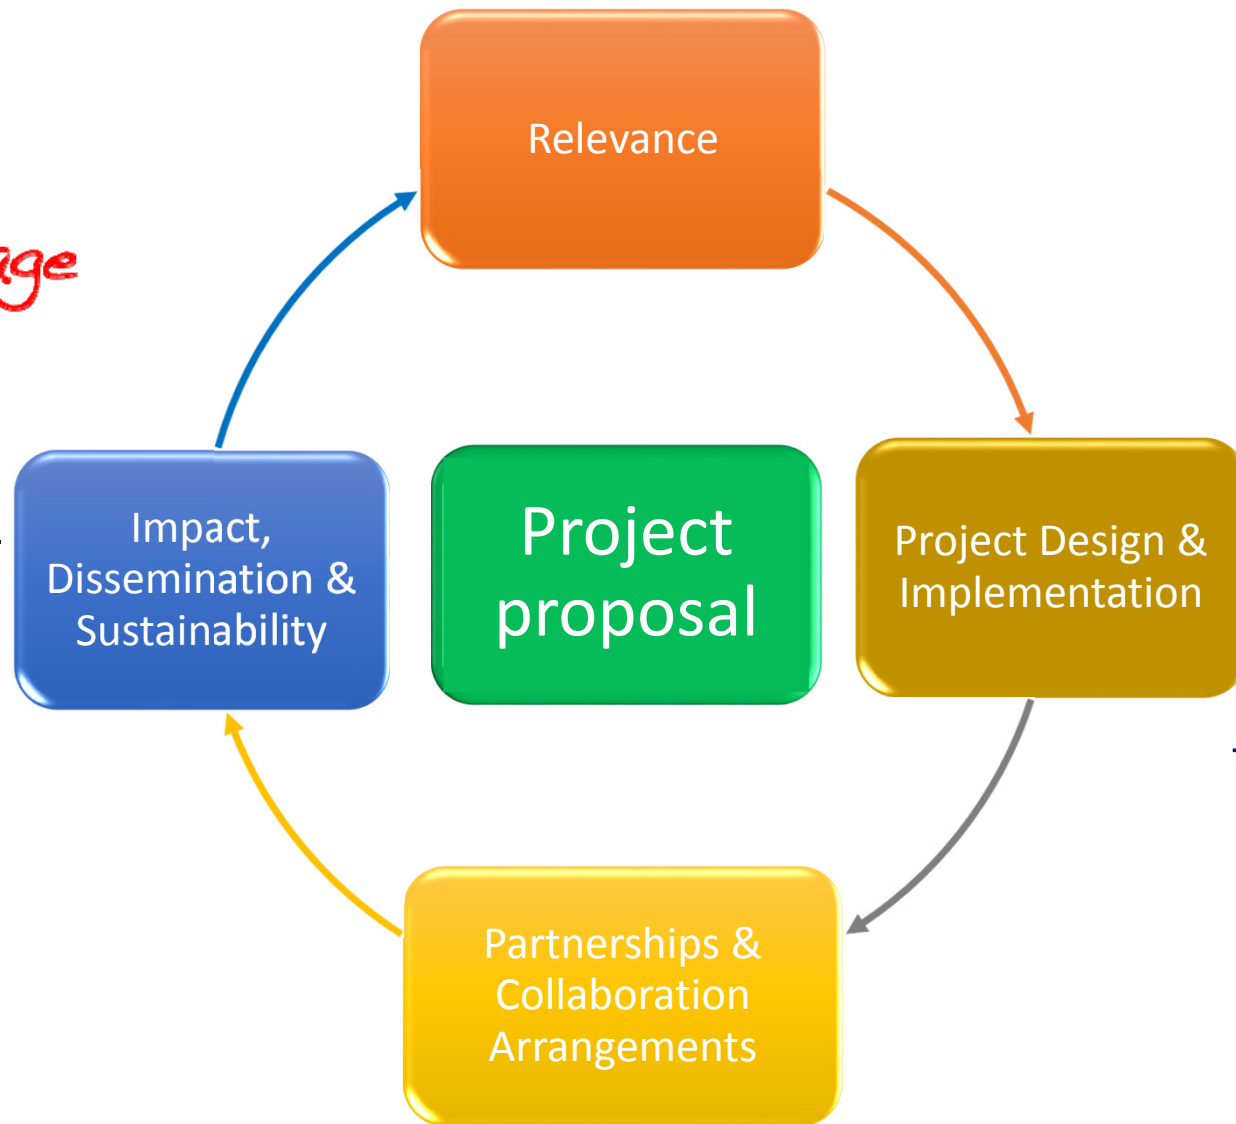 Relevance
Impact,
Dissemination &
Sustainability
Project
proposal
Project Design &
Implementation
Partnerships &
Collaboration
Arrangements